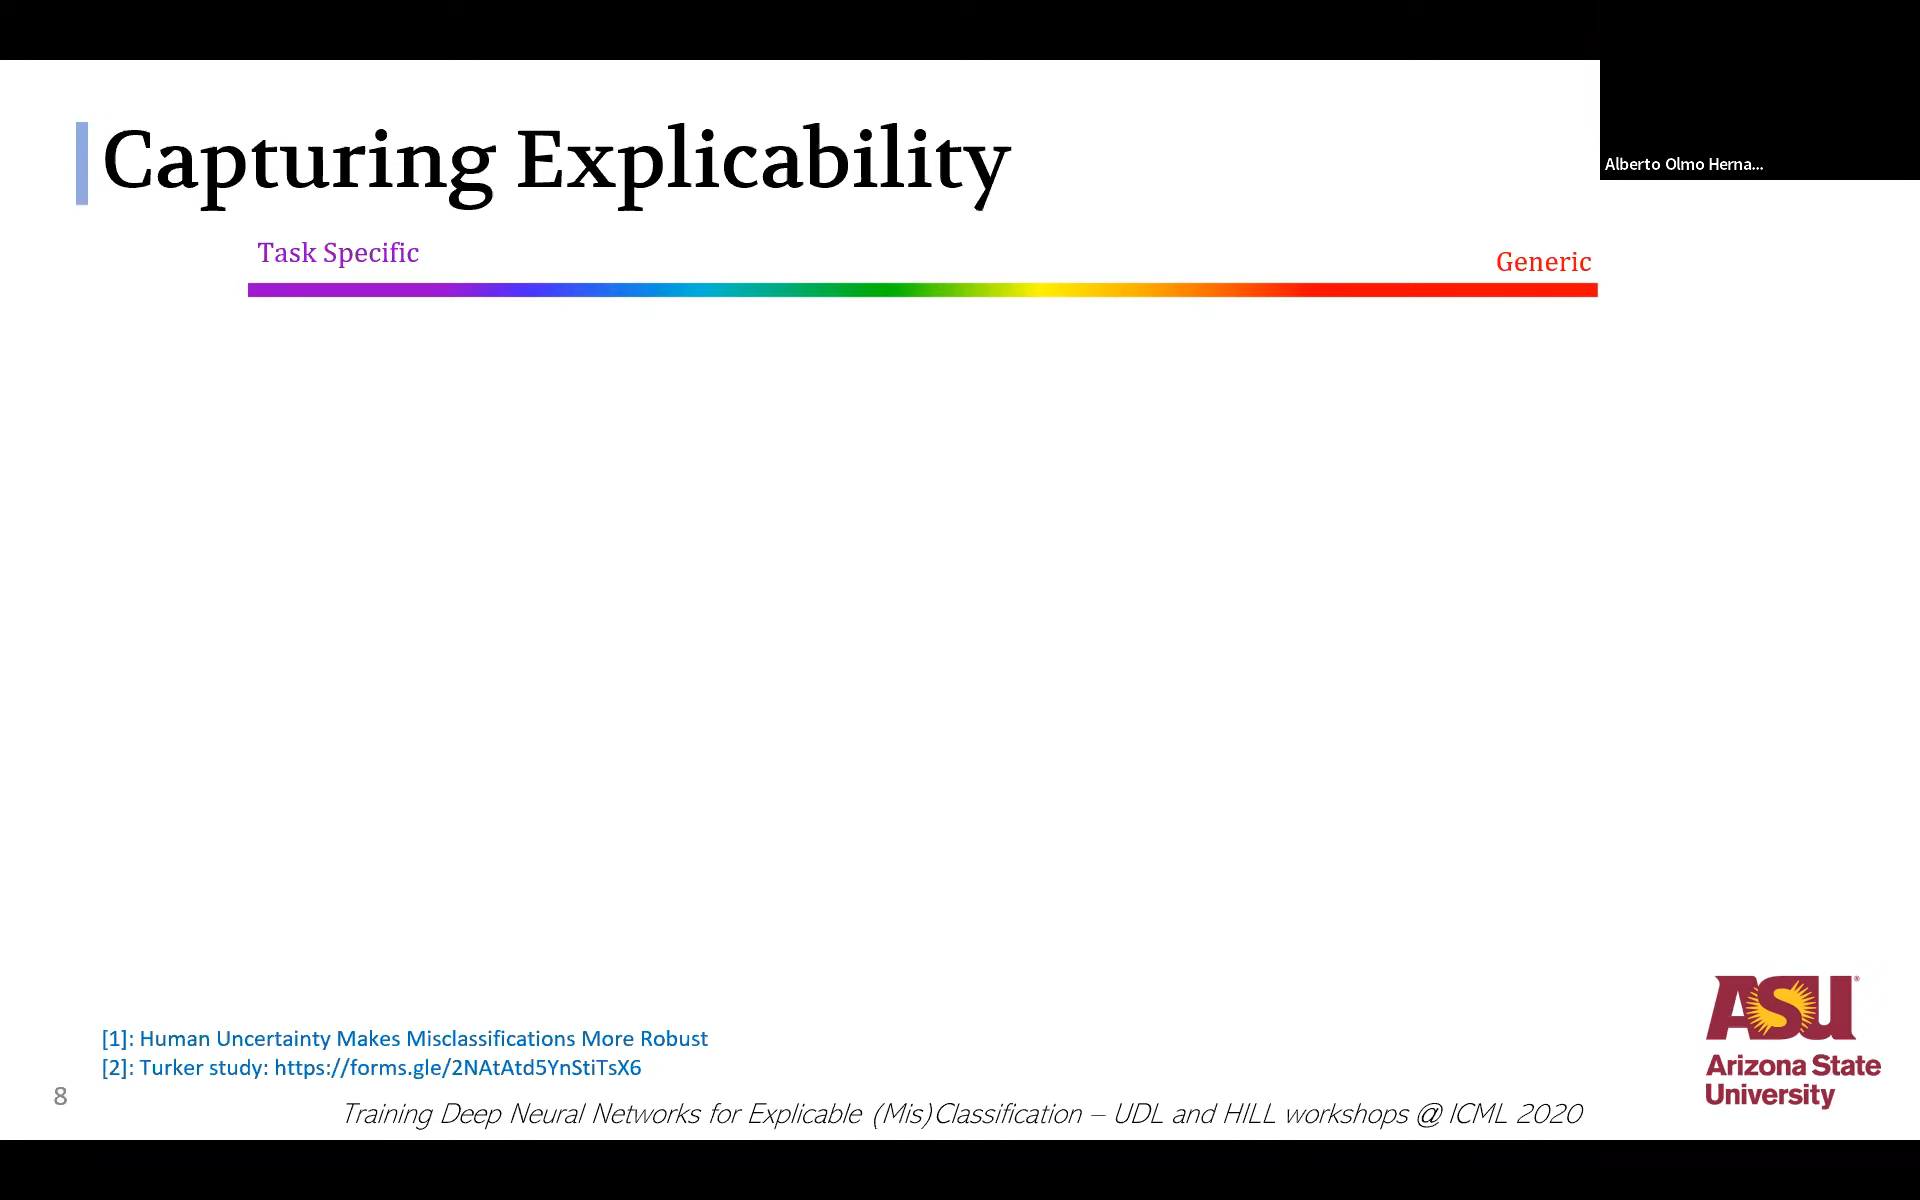 Capturing Explicability
Alberto Olmo Herna...
Task Specific
Generic
[1]: Human Uncertainty Makes Misclassifications More Robust
[2]: Turker study: https://forms.gle/2NAtAtd5YnStiTsX6
8
Training Deep Neural Networks for Explicable (Mis)Classification – UDL and HILL workshops @ ICML 2020
ASU®
Arizona State
University